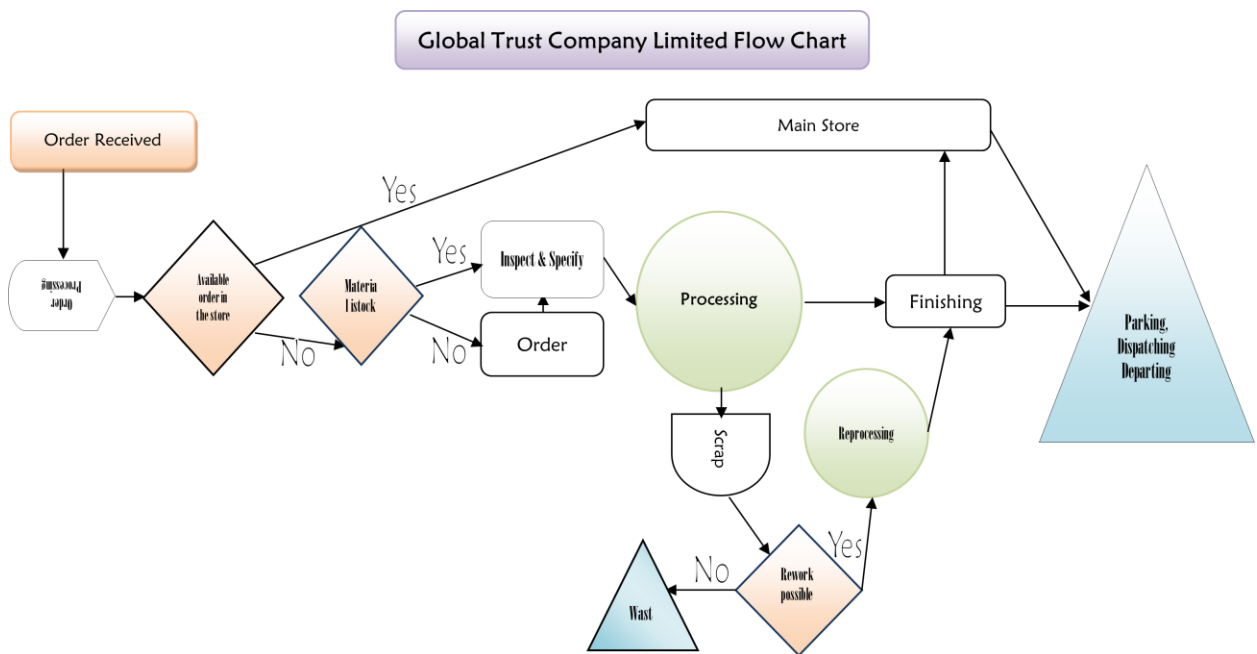 Global Trust Company Limited Flow Chart
Order Received
Main Store
Yes
Order
Processing
Available
order in
the store
No
Materia
l istock
Yes
No
Inspect & Specify
Order
Processing
Finishing
Parking,
Dispatching
Departing
Scrap
Reprocessing
Rework
possible
Yes
No
Wast